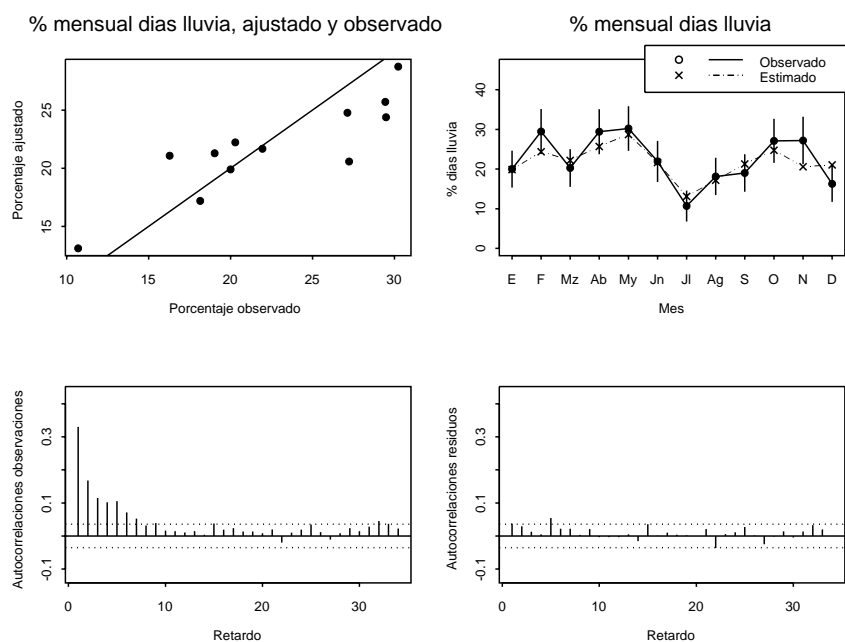 % mensual dias lluvia, ajustado y observado
Porcentaje ajustado
15 20 25
10 15 20 25 30
Porcentaje observado
% mensual dias lluvia
Observado
Estimado
% dias lluvia
0 10 20 30 40
E F Mz Ab My Jn Jl Ag S O N D
Mes
Autocorrelaciones observaciones
-0.1 0.1 0.3
0 10 20 30
Retardo
Autocorrelaciones residuos
-0.1 0.1 0.3
0 10 20 30
Retardo